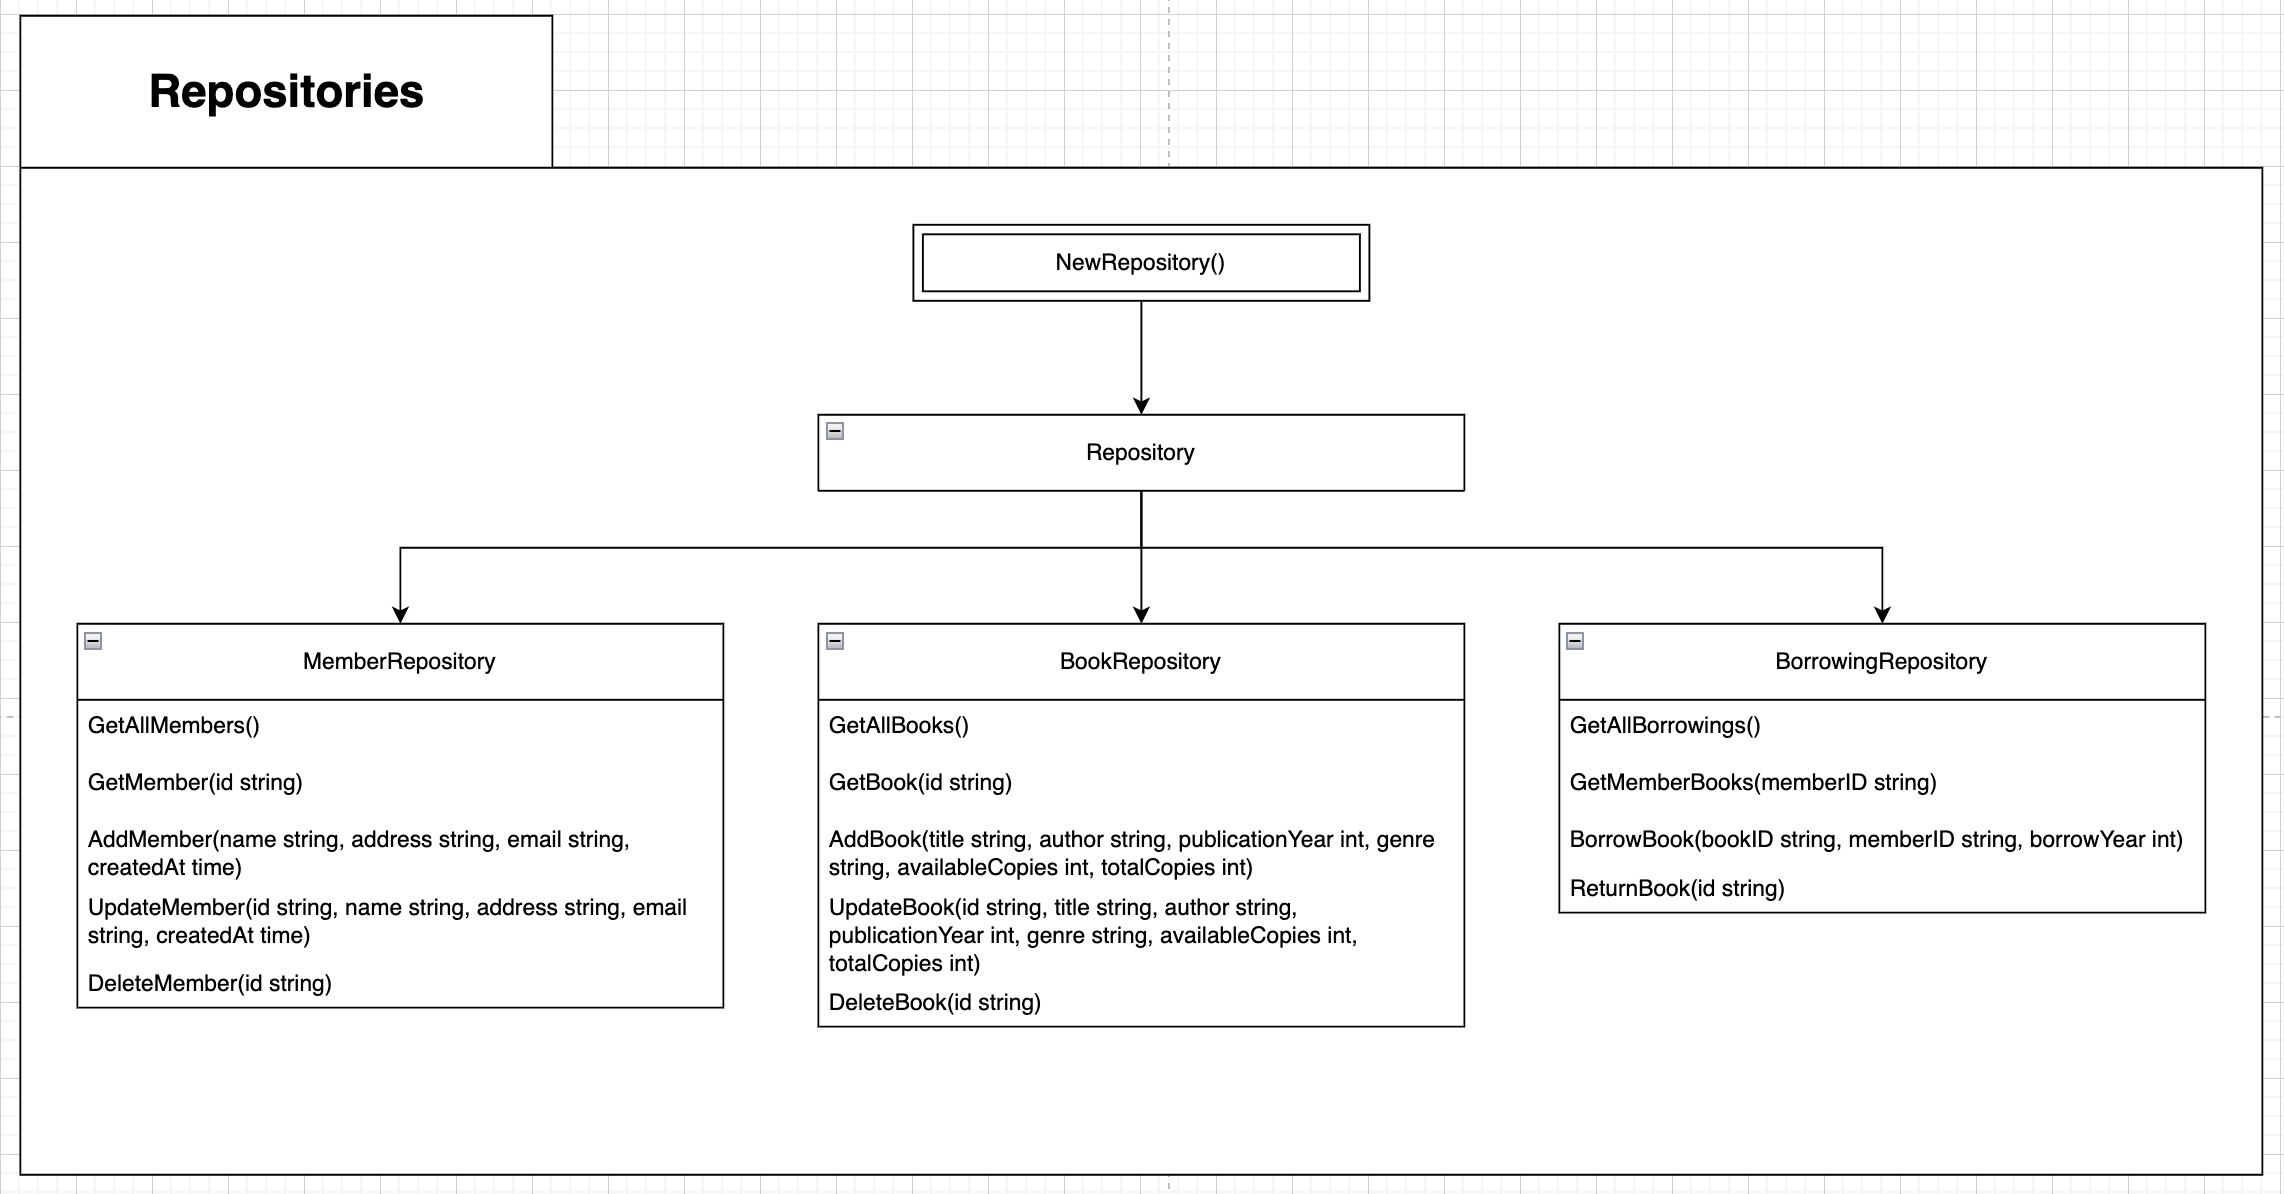 Repositories
NewRepository()
Repository
MemberRepository
GetAllMembers()
GetMember(id string)
AddMember(name string, address string, email string,
createdAt time)
UpdateMember(id string, name string, address string, email
string, createdAt time)
DeleteMember(id string)
BookRepository
GetAllBooks()
GetBook(id string)
AddBook(title string, author string, publicationYear int, genre
string, availableCopies int, totalCopies int)
UpdateBook(id string, title string, author string,
publicationYear int, genre string, availableCopies int,
totalCopies int)
DeleteBook(id string)
BorrowingRepository
GetAllBorrowings()
GetMemberBooks(memberID string)
BorrowBook(bookID string, memberID string, borrowYear int)
ReturnBook(id string)